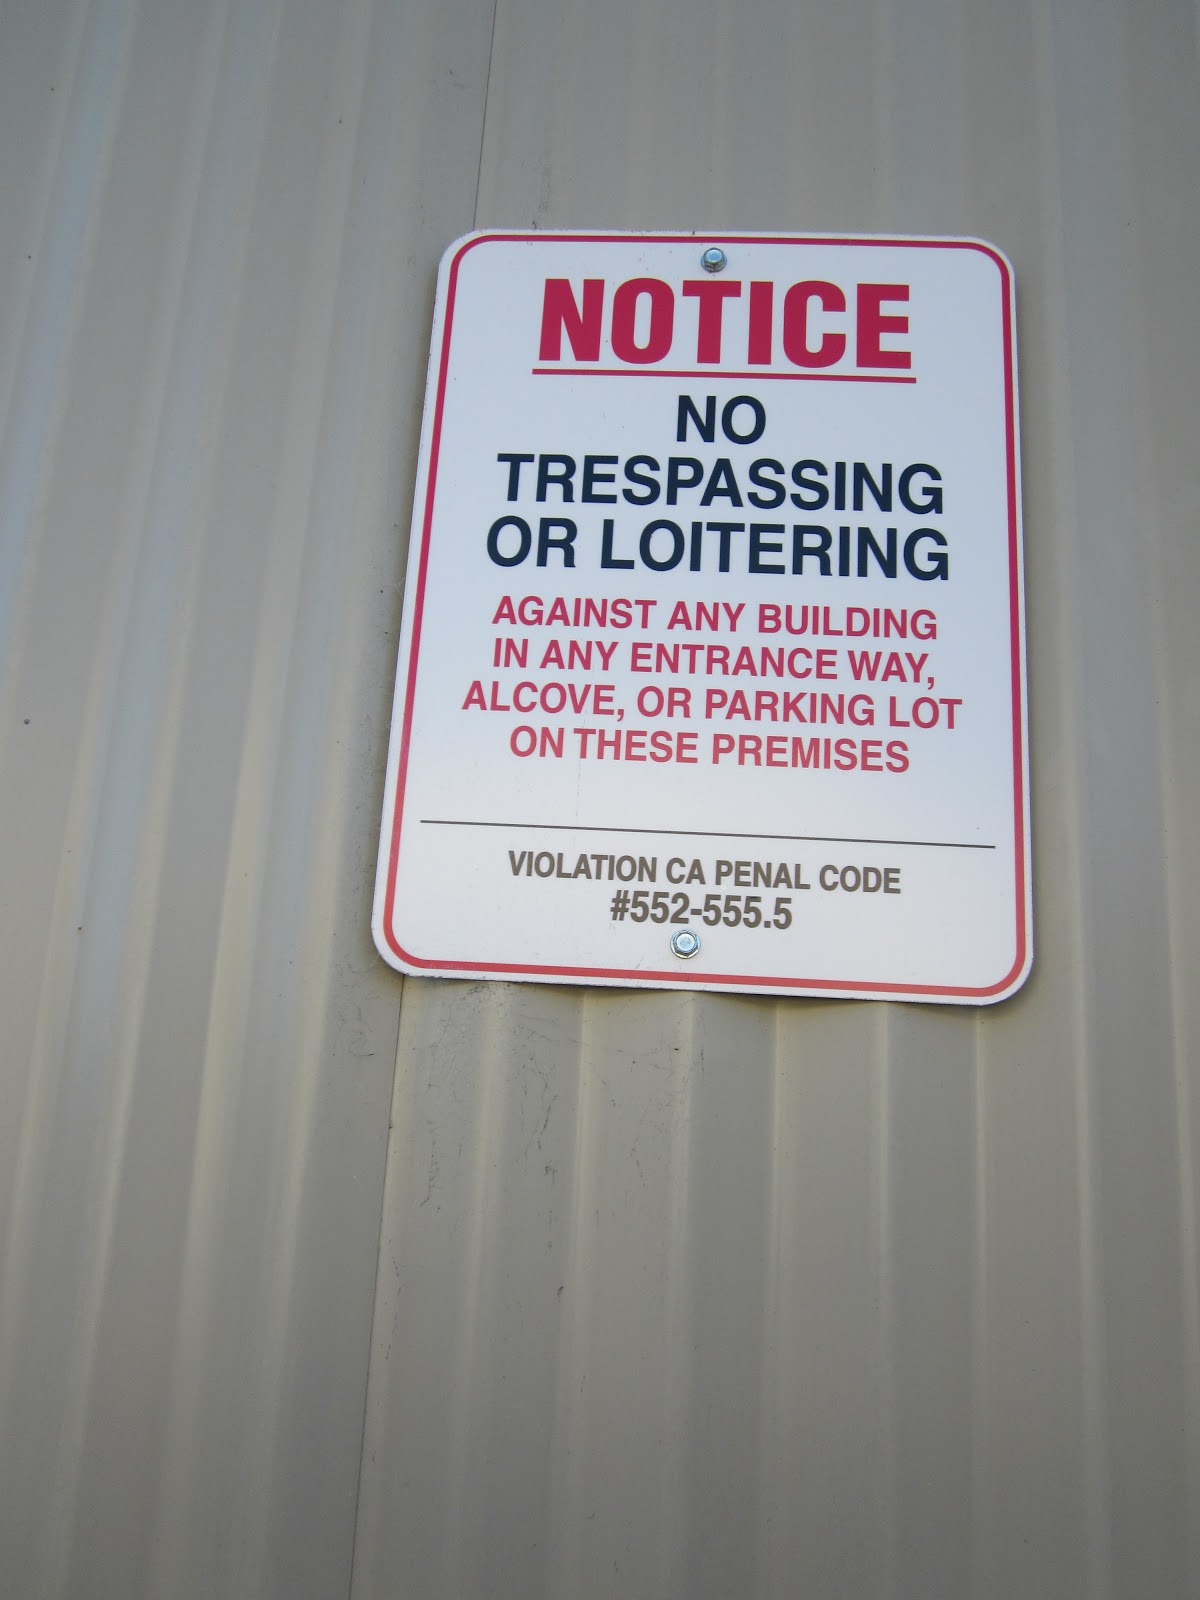 NOTICE
NO
TRESPASSING
OR LOITERING
AGAINST ANY BUILDING
IN ANY ENTRANCE WAY,
ALCOVE, OR PARKING LOT
ON THESE PREMISES
VIOLATION CA PENAL CODE
#552-555.5